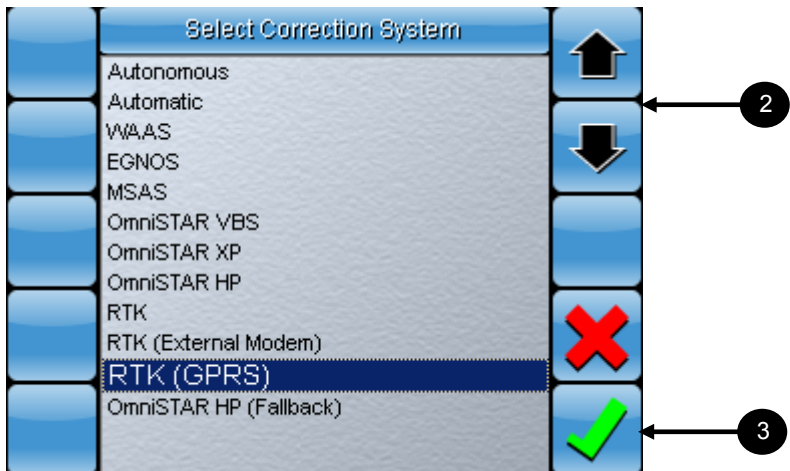 Select Correction System
Autonomous
Automatic
WAAS
EGNOS
MSAS
OmniSTAR VBS
OmniSTAR XP
OmniSTAR HP
RTK
RTK (External Modem)
RTK (GPRS)
OmniSTAR HP (Fallback)
2
3